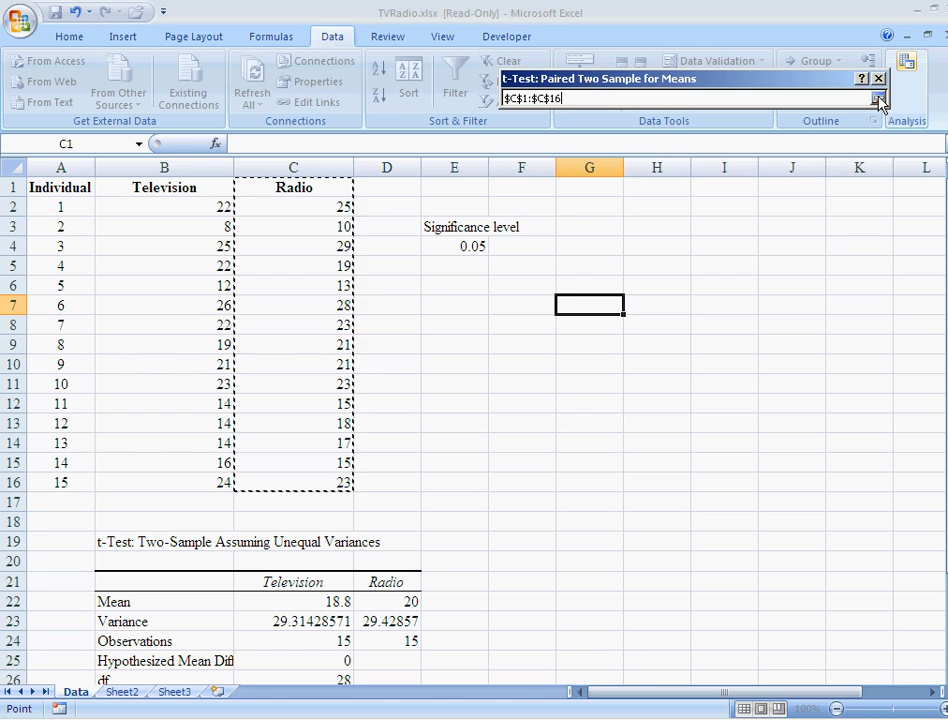 TVRadio.xlsx [Read-Only] - Microsoft Excel
Home Insert Page Layout Formulas Data Review View Developer
From Access
From Web
From Text
From Other Sources
Existing Connections
Get External Data
Refresh All
Connections
Properties
Edit Links
Connections
Sort
Filter
Clear
Sort & Filter
Data Validation
Data Tools
Group
Outline
Analysis
t-Test: Paired Two Sample for Means
$C$1:$C$16
C1 fx
A B C D E F G H I J K L
1 Individual Television Radio
2 1 22 25
3 2 8 10 Significance level
4 3 25 29 0.05
5 4 22 19
6 5 12 13
7 6 26 28
8 7 22 23
9 8 19 21
10 9 21 21
11 10 23 23
12 11 14 15
13 12 14 18
14 13 14 17
15 14 16 15
16 15 24 23
17
18
19 t-Test: Two-Sample Assuming Unequal Variances
20
21 Television Radio
22 Mean 18.8 20
23 Variance 29.31428571 29.42857
24 Observations 15 15
25 Hypothesized Mean Diff 0
26 df 28
Data Sheet2 Sheet3
Point 100%